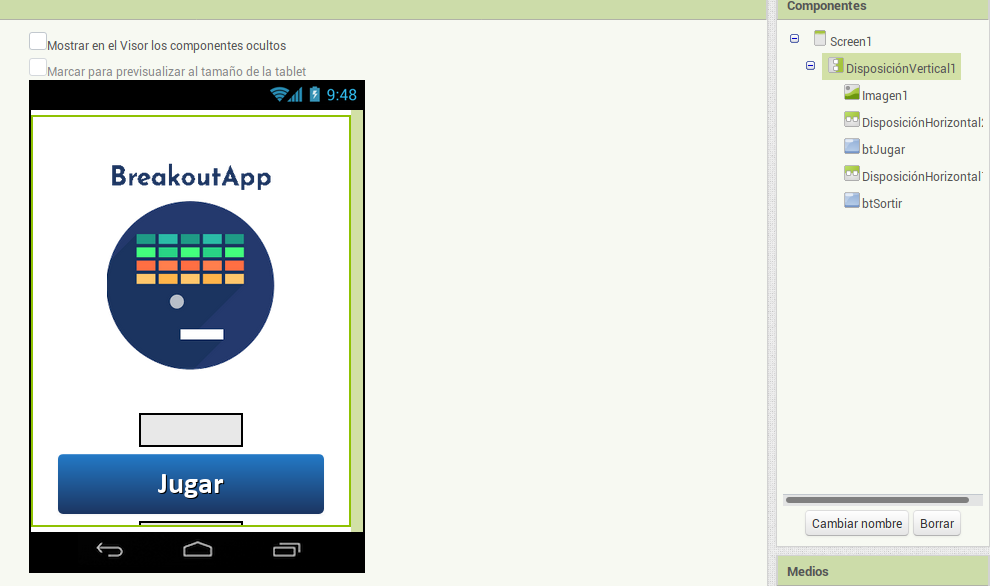 Componentes
Mostrar en el Visor los componentes ocultos
Marcar para previsualizar al tamaño de la tablet
9:48
BreakoutApp
Jugar
Screen1
DisposiciónVertical1
Imagen1
DisposiciónHorizontal2
btJugar
DisposiciónHorizontal1
btSortir
Cambiar nombre
Borrar
Medios